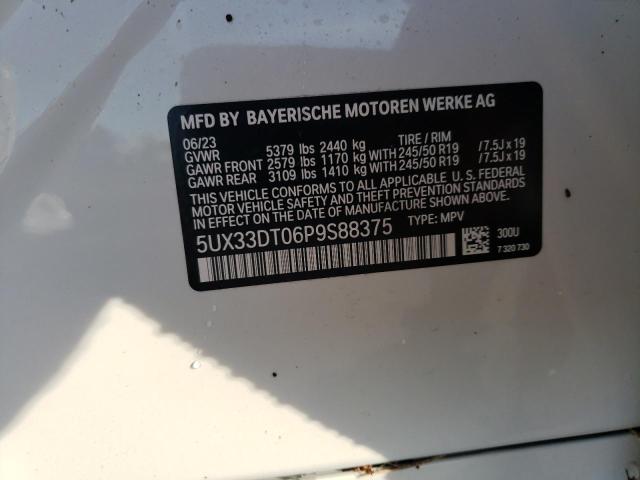 MFD BY BAYERISCHE MOTOREN WERKE AG
06/23 TIRE / RIM
GVWR 5379 lbs 2440 kg
GAWR FRONT 2579 lbs 1170 kg WITH 245/50 R19 /7.5J x 19
GAWR REAR 3109 lbs 1410 kg WITH 245/50 R19 /7.5J x 19
THIS VEHICLE CONFORMS TO ALL APPLICABLE U. S. FEDERAL
MOTOR VEHICLE SAFETY AND THEFT PREVENTION STANDARDS
IN EFFECT ON THE DATE OF MANUFACTURE SHOWN ABOVE.
5UX33DT06P9S88375 TYPE: MPV
300U
7 320 730